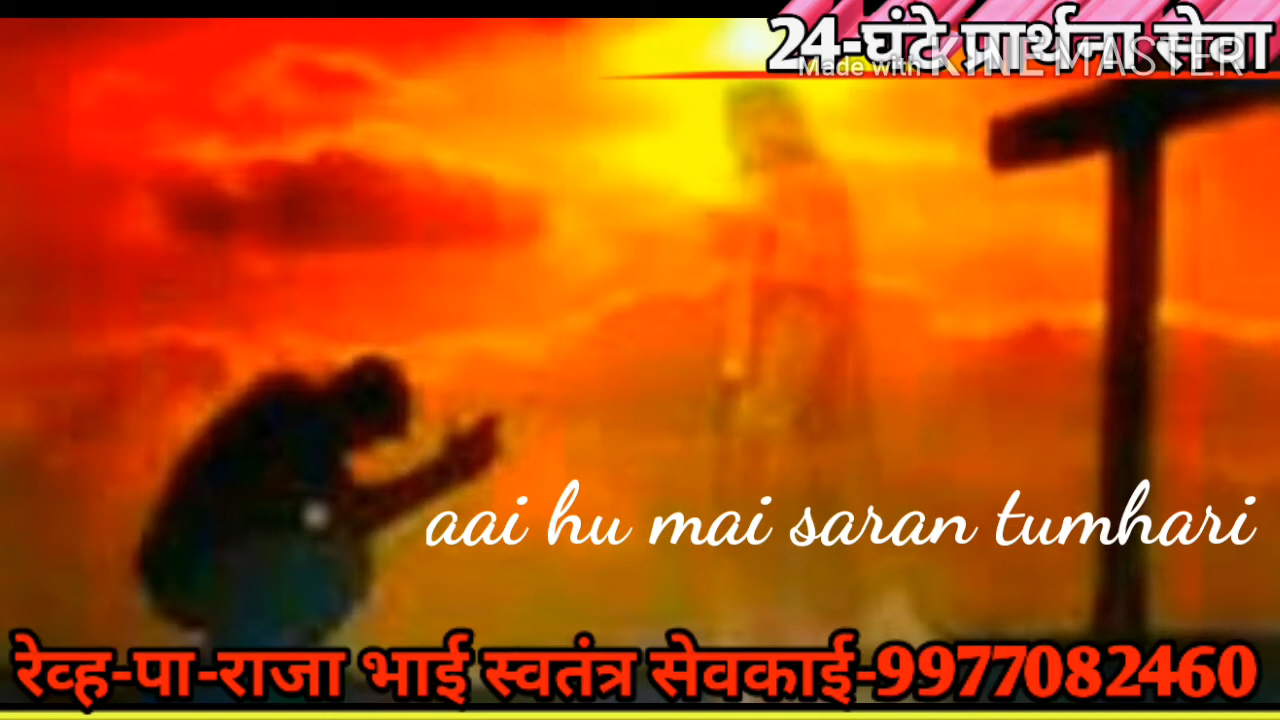 24-घंटे प्रार्थना सेवा
Made with KINEMASTER
aai hu mai saran tumhari
रेव्ह-पा-राजा भाई स्वतंत्र सेवकाई-9977082460